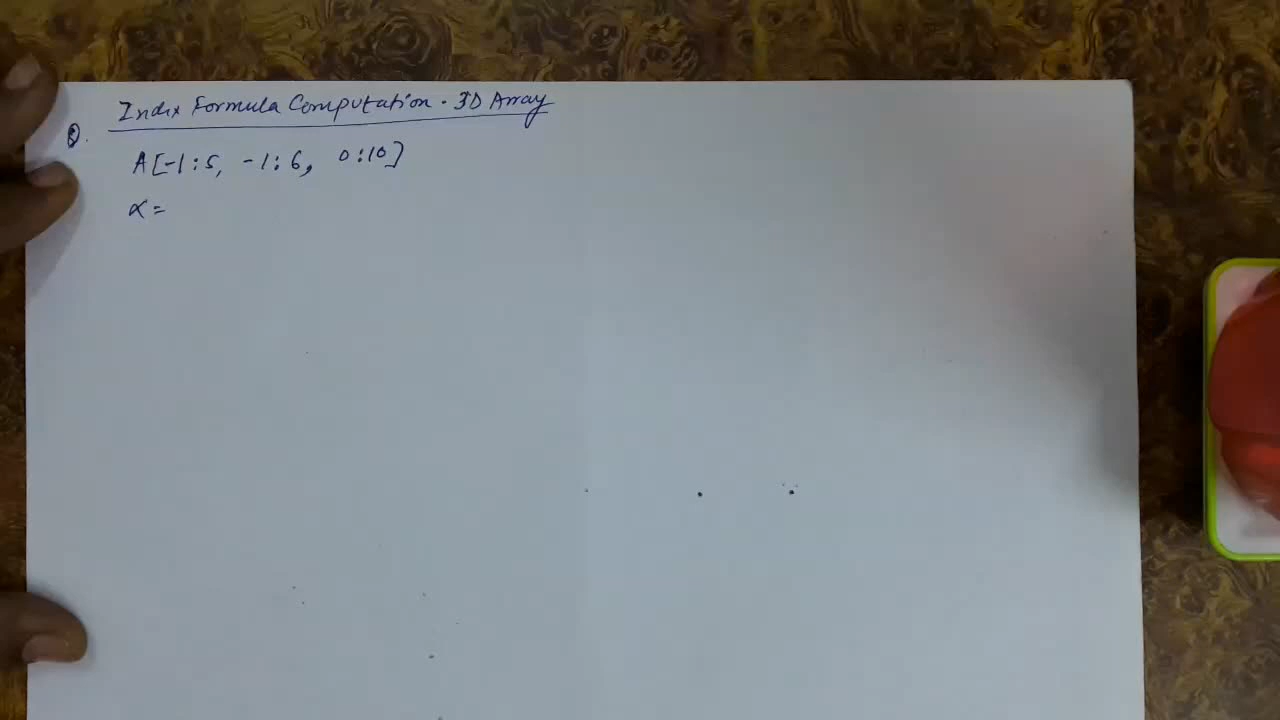 Index Formula Computation - 3D Array
Q.
A[-1:5, -1:6, 0:10]
α =